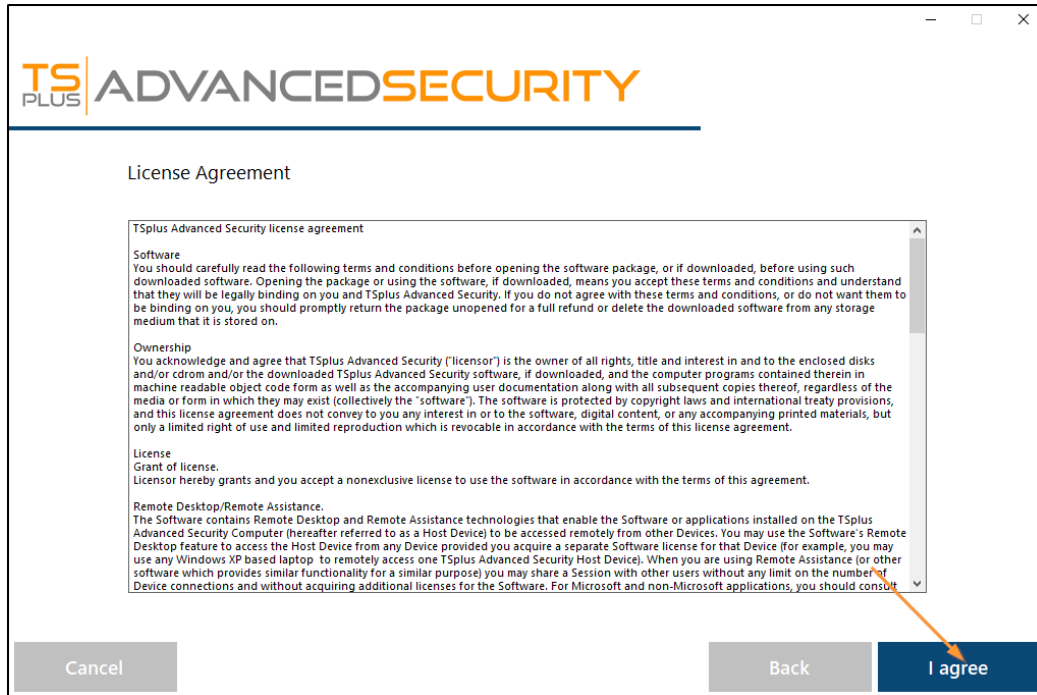 TS PLUS ADVANCEDSECURITY
License Agreement
TSplus Advanced Security license agreement
Software
You should carefully read the following terms and conditions before opening the software package, or if downloaded, before using such
downloaded software. Opening the package or using the software, if downloaded, means you accept these terms and conditions and understand
that they will be legally binding on you and TSplus Advanced Security. If you do not agree with these terms and conditions, or do not want them to
be binding on you, you should promptly return the package unopened for a full refund or delete the downloaded software from any storage
medium that it is stored on.
Ownership
You acknowledge and agree that TSplus Advanced Security ("licensor") is the owner of all rights, title and interest in and to the enclosed disks
and/or cdrom and/or the downloaded TSplus Advanced Security software, if downloaded, and the computer programs contained therein in
machine readable object code form as well as the accompanying user documentation along with all subsequent copies thereof, regardless of the
media or form in which they may exist (collectively the "software"). The software is protected by copyright laws and international treaty provisions,
and this license agreement does not convey to you any interest in or to the software, digital content, or any accompanying printed materials, but
only a limited right of use and limited reproduction which is revocable in accordance with the terms of this license agreement.
License
Grant of license.
Licensor hereby grants and you accept a nonexclusive license to use the software in accordance with the terms of this agreement.
Remote Desktop/Remote Assistance.
The Software contains Remote Desktop and Remote Assistance technologies that enable the Software or applications installed on the TSplus
Advanced Security Computer (hereafter referred to as a Host Device) to be accessed remotely from other Devices. You may use the Software's Remote
Desktop feature to access the Host Device from any Device provided you acquire a separate Software license for that Device (for example, you may
use any Windows XP based laptop to remotely access one TSplus Advanced Security Host Device). When you are using Remote Assistance (or other
software which provides similar functionality for a similar purpose) you may share a Session with other users without any limit on the number of
Device connections and without acquiring additional licenses for the Software. For Microsoft and non-Microsoft applications, you should consult
Cancel
Back
I agree